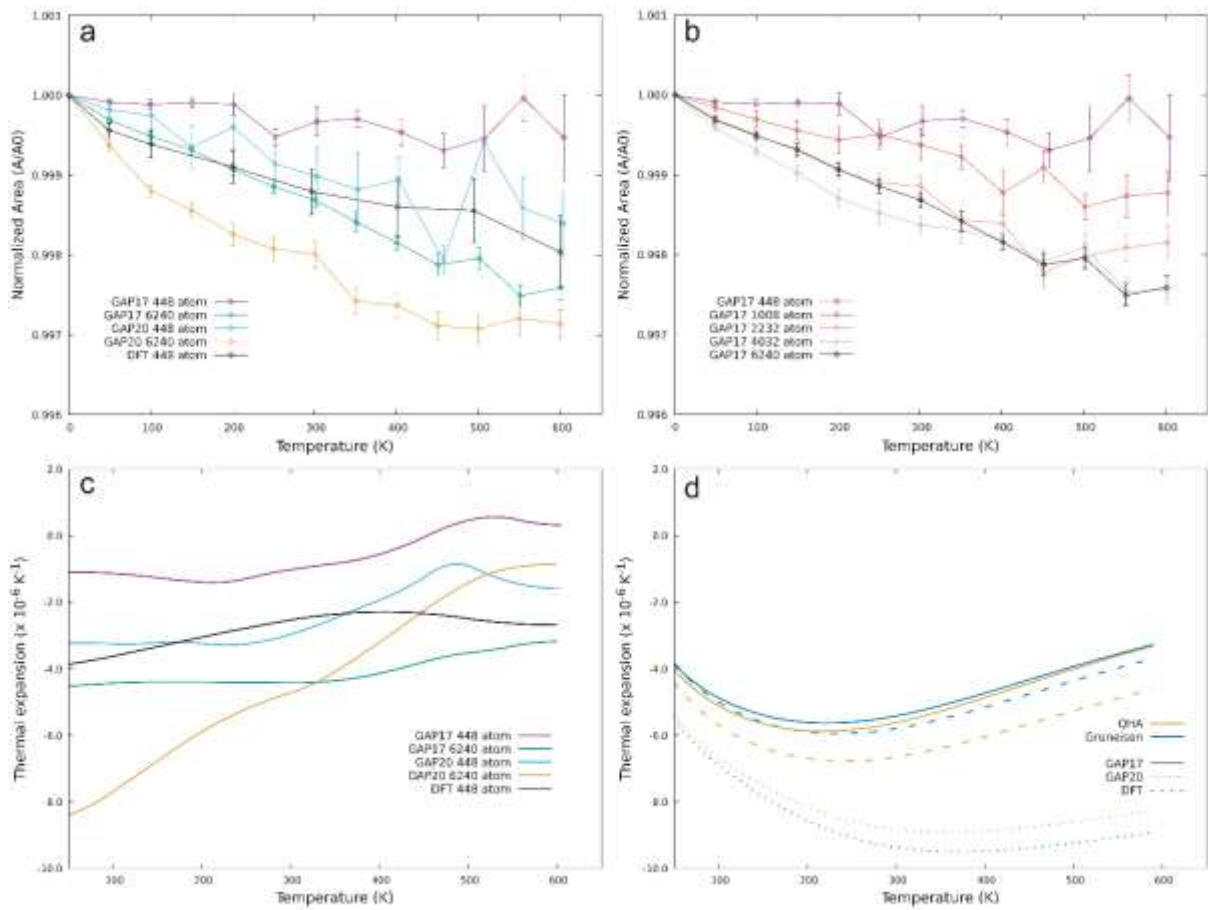 a
1.001
1.000
0.999
0.998
0.997
0.996
Normalized Area (A/A0)
GAP17 448 atom
GAP17 6240 atom
GAP20 448 atom
GAP20 6240 atom
DFT 448 atom
0 100 200 300 400 500 600
Temperature (K)
b
1.001
1.000
0.999
0.998
0.997
0.996
Normalized Area (A/A0)
GAP17 448 atom
GAP17 1008 atom
GAP17 2232 atom
GAP17 4032 atom
GAP17 6240 atom
0 100 200 300 400 500 600
Temperature (K)
c
2.0
0.0
-2.0
-4.0
-6.0
-8.0
-10.0
Thermal expansion (x 10-6 K-1)
GAP17 448 atom
GAP17 6240 atom
GAP20 448 atom
GAP20 6240 atom
DFT 448 atom
100 200 300 400 500 600
Temperature (K)
d
2.0
0.0
-2.0
-4.0
-6.0
-8.0
-10.0
Thermal expansion (x 10-6 K-1)
QHA
Gruneisen
GAP17
GAP20
DFT
100 200 300 400 500 600
Temperature (K)